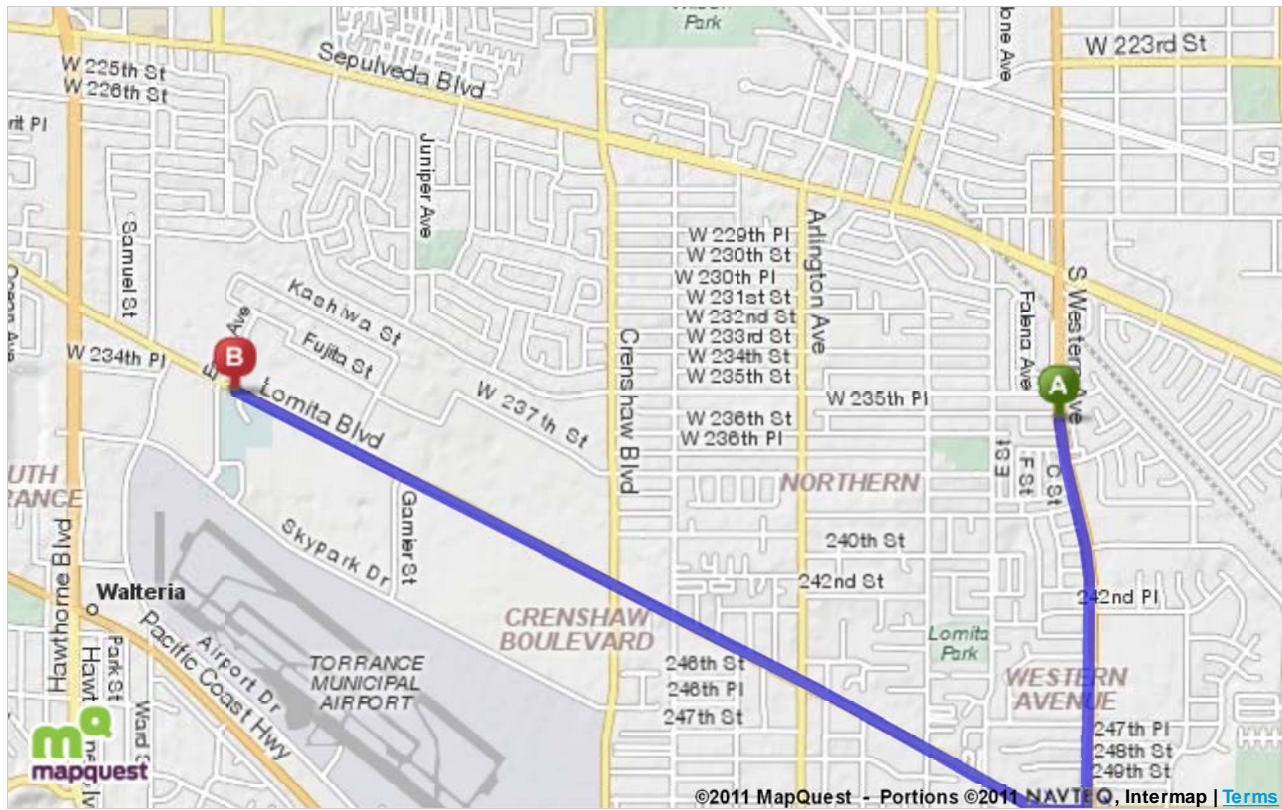 Wilson
Park
W 223rd St
W 225th St
W 226th St
Sepulveda Blvd
Juniper Ave
Samuel St
Arlington Ave
W 229th Pl
W 230th St
W 230th Pl
W 231st St
W 232nd St
W 233rd St
W 234th St
W 235th St
W 236th St
W 236th Pl
W 235th Pl
S Western Ave
Falena Ave
A
Kashiwa St
Fujita St
Ave
B
W 234th Pl
Lomita Blvd
W 237th St
Crenshaw Blvd
NORTHERN
E St
F St
C St
Hawthorne Blvd
Garnier St
Skypark Dr
240th St
242nd St
242nd Pl
Walteria
CRENSHAW
BOULEVARD
Lomita
Park
WESTERN
AVENUE
Park St
Ward S
Airport Dr
Pacific Coast Hwy
TORRANCE
MUNICIPAL
AIRPORT
246th St
246th Pl
247th St
247th Pl
248th St
249th St
mq
mapquest
©2011 MapQuest - Portions ©2011 NAVTEQ, Intermap | Terms